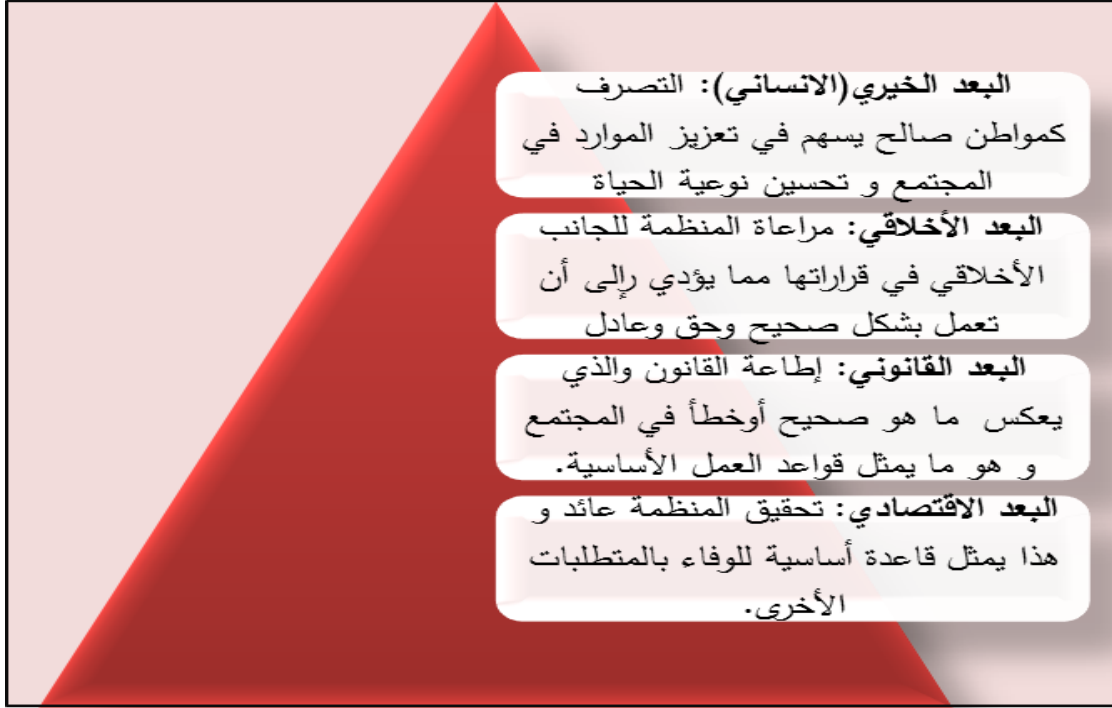 البعد الخيري(الانساني): التصرف
كمواطن صالح يسهم في تعزيز الموارد في
المجتمع و تحسين نوعية الحياة
البعد الأخلاقي: مراعاة المنظمة للجانب
الأخلاقي في قراراتها مما يؤدي رإلى أن
تعمل بشكل صحيح وحق وعادل
البعد القانوني: إطاعة القانون والذي
يعكس ما هو صحيح أوخطأ في المجتمع
و هو ما يمثل قواعد العمل الأساسية.
البعد الاقتصادي: تحقيق المنظمة عائد و
هذا يمثل قاعدة أساسية للوفاء بالمتطلبات
الأخرى.